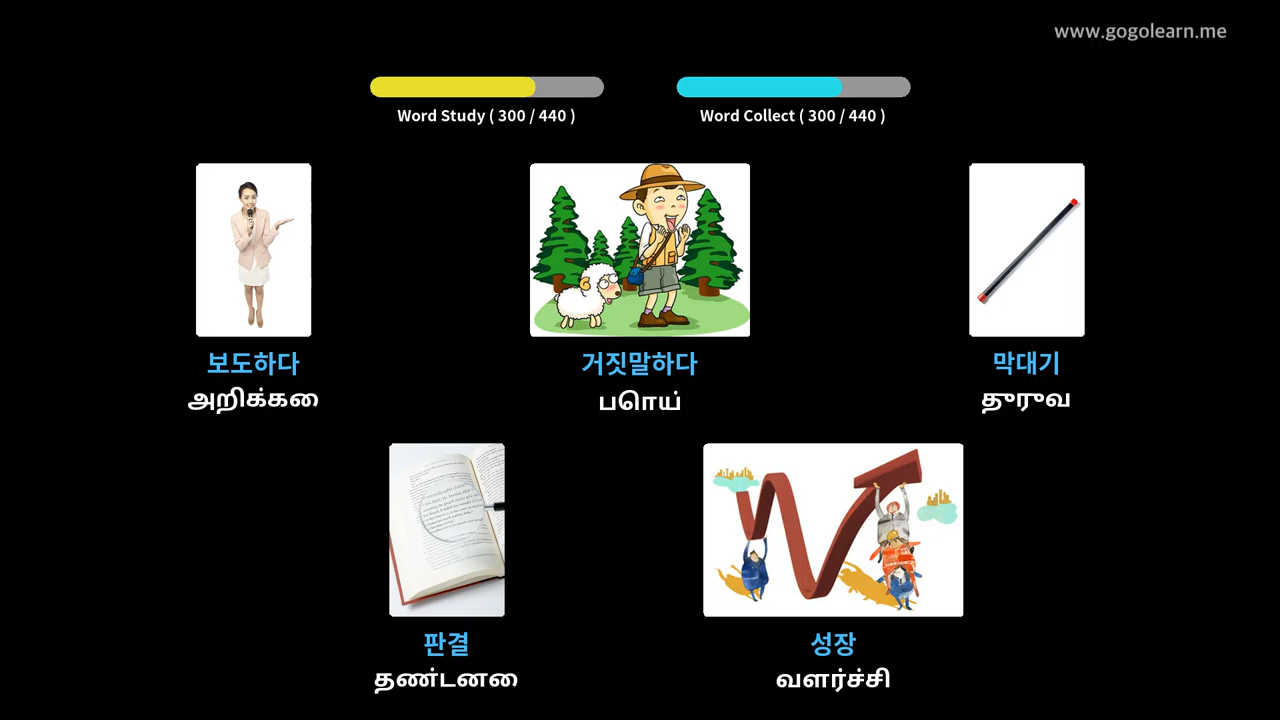 www.gogolearn.me
Word Study ( 300 / 440 )
Word Collect ( 300 / 440 )
보도하다
அறிக்கை
거짓말하다
பொய்
막대기
துருவ
판결
தண்டனை
성장
வளர்ச்சி